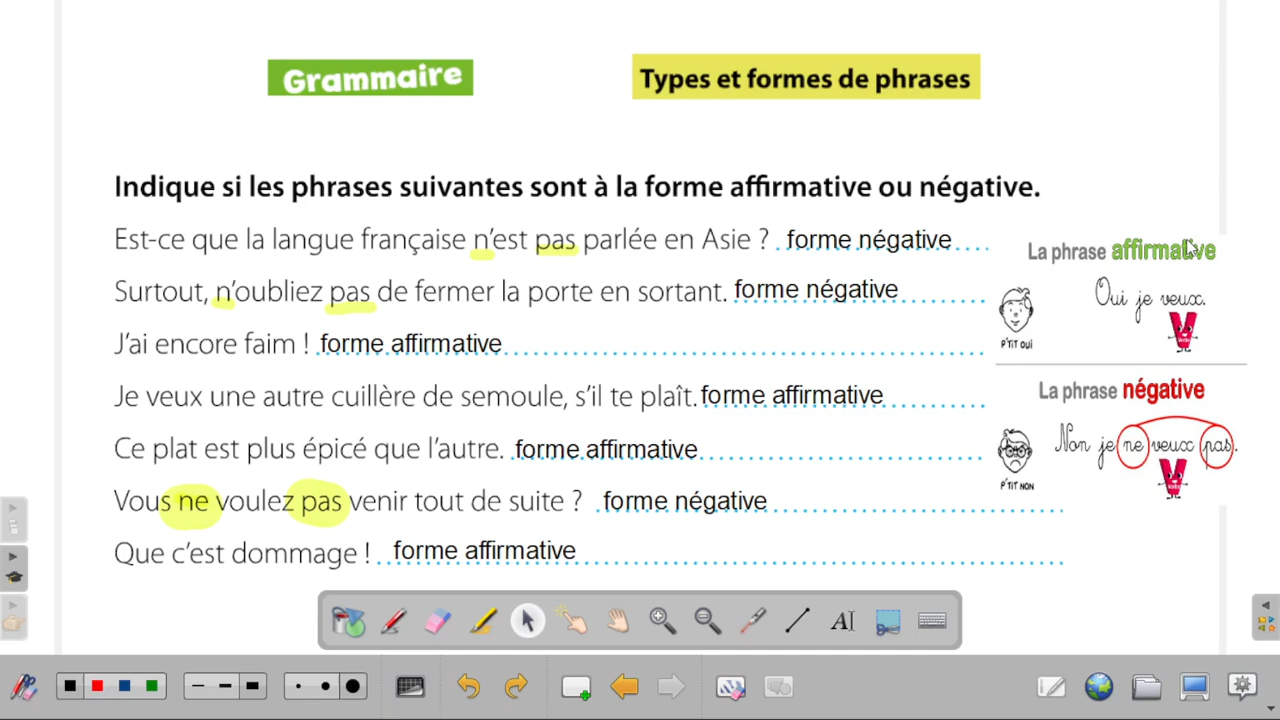 Grammaire
Types et formes de phrases
Indique si les phrases suivantes sont à la forme affirmative ou négative.
Est-ce que la langue française n'est pas parlée en Asie ? forme négative
Surtout, n'oubliez pas de fermer la porte en sortant. forme négative
J'ai encore faim ! forme affirmative
Je veux une autre cuillère de semoule, s'il te plaît. forme affirmative
Ce plat est plus épicé que l'autre. forme affirmative
Vous ne voulez pas venir tout de suite ? forme négative
Que c'est dommage ! forme affirmative
La phrase affirmative
Oui je veux.
P'TIT OUI
V
La phrase négative
Non je ne veux pas.
P'TIT NON
V
AI